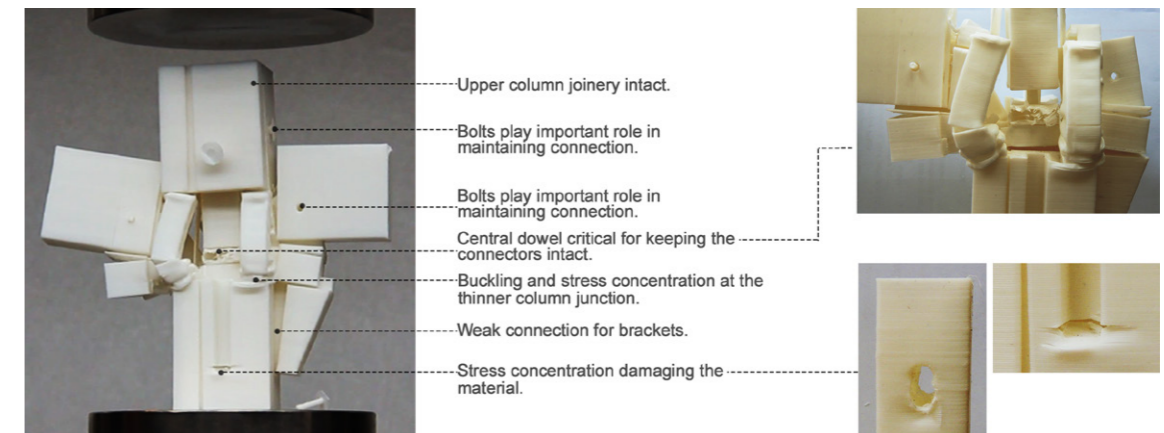 Upper column joinery intact.
Bolts play important role in
maintaining connection.
Bolts play important role in
maintaining connection.
Central dowel critical for keeping the
connectors intact.
Buckling and stress concentration at the
thinner column junction.
Weak connection for brackets.
Stress concentration damaging the
material.